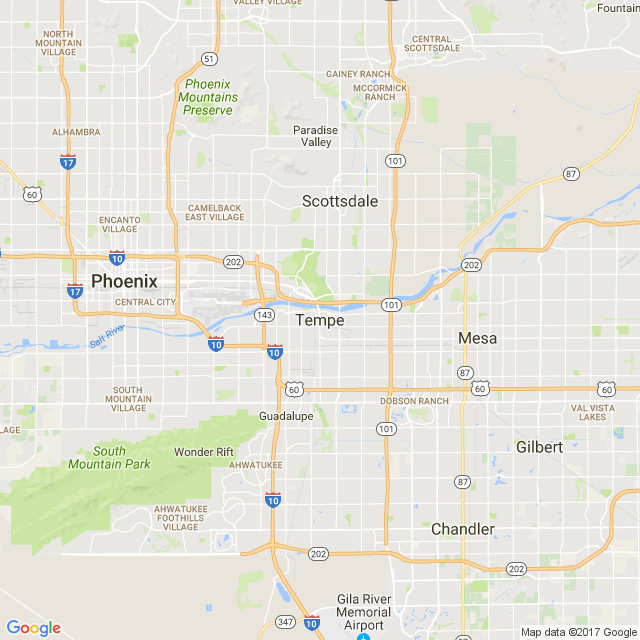 VALLEY VILLAGE
Fountain
NORTH
MOUNTAIN
VILLAGE
CENTRAL
SCOTTSDALE
51
GAINEY RANCH
MCCORMICK
RANCH
Phoenix
Mountains
Preserve
ALHAMBRA
Paradise
Valley
17
101
87
60
Scottsdale
CAMELBACK
EAST VILLAGE
ENCANTO
VILLAGE
10
202
202
Phoenix
17
CENTRAL CITY
101
143
Tempe
Salt River
10
10
Mesa
87
60
60
60
SOUTH
MOUNTAIN
VILLAGE
DOBSON RANCH
VAL VISTA
LAKES
Guadalupe
LAGE
101
South
Mountain Park
Wonder Rift
Gilbert
AHWATUKEE
87
10
AHWATUKEE
FOOTHILLS
VILLAGE
Chandler
202
202
Gila River
Memorial
Airport
347
10
Google
Map data ©2017 Google